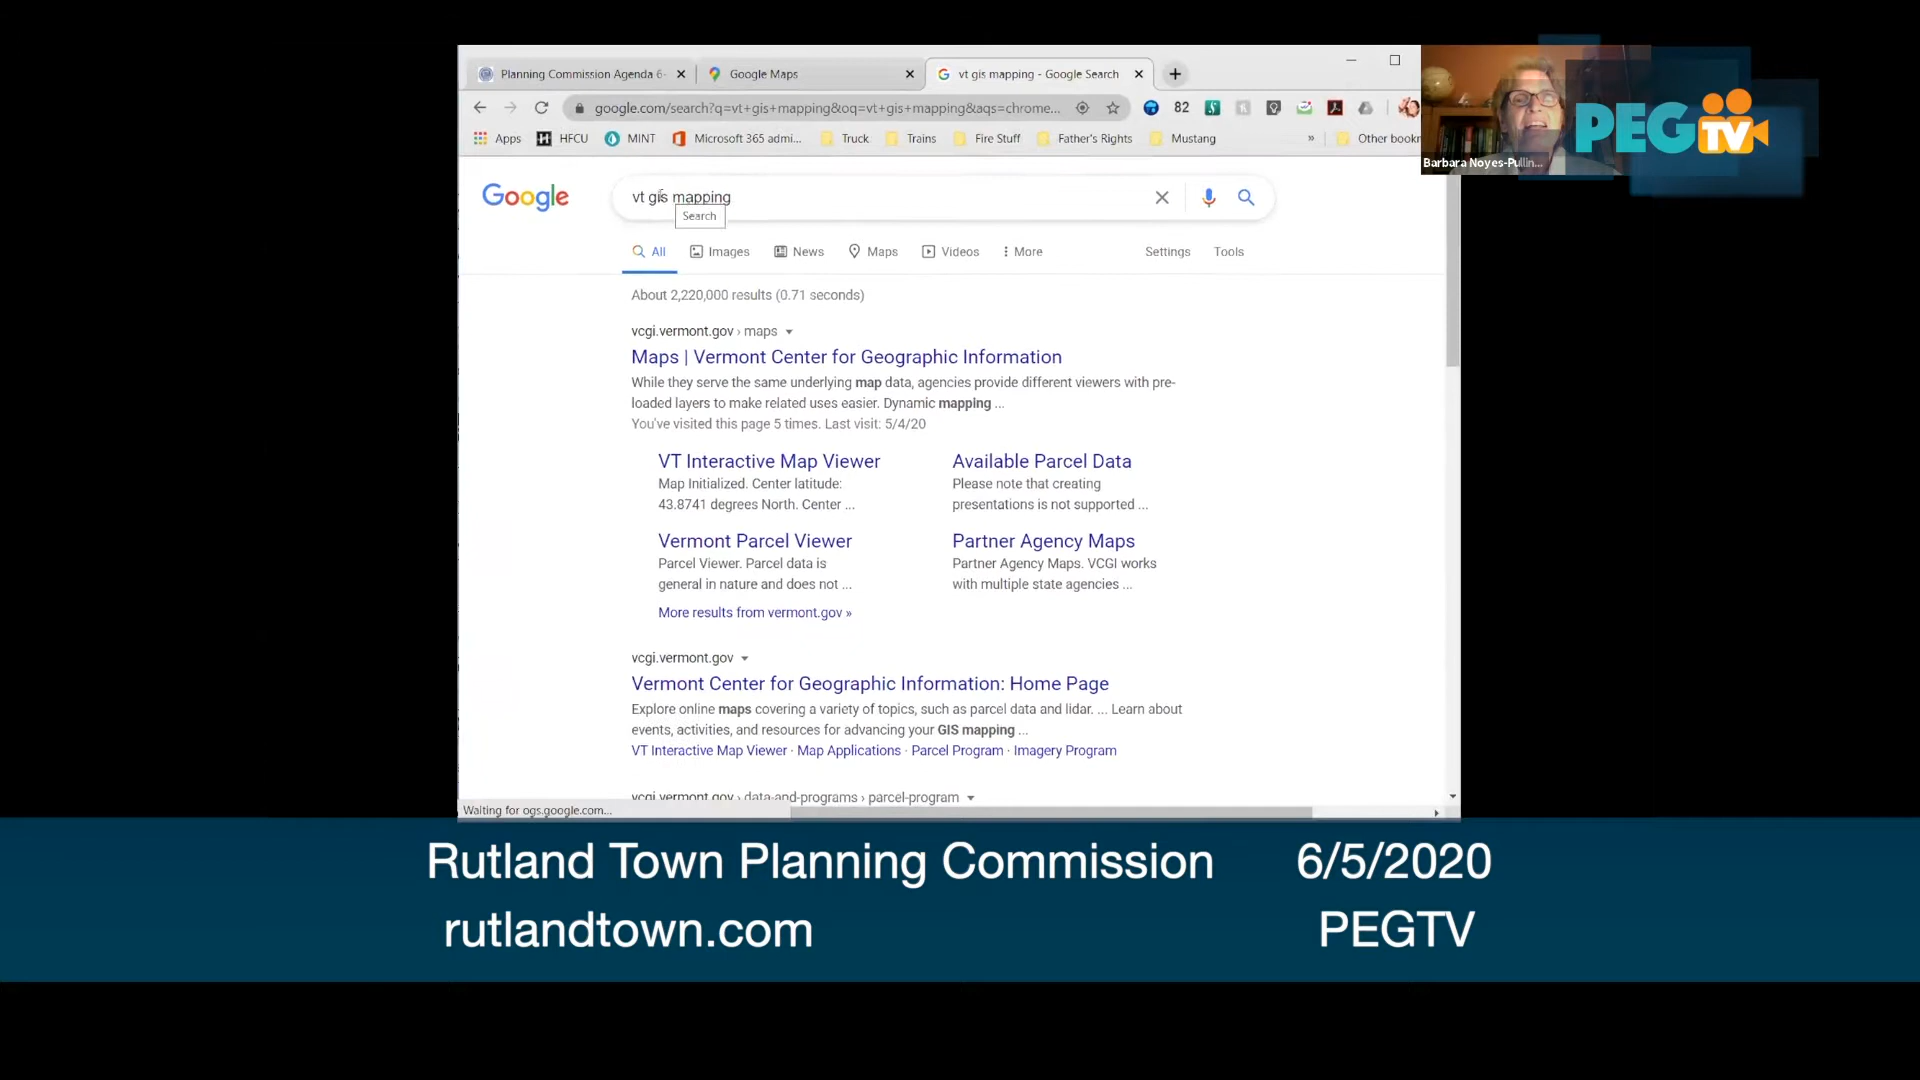 Planning Commission Agenda 6-
Google Maps
vt gis mapping - Google Search
google.com/search?q=vt+gis+mapping&oq=vt+gis+mapping&aqs=chrome...
82
Apps
HFCU
MINT
Microsoft 365 admi...
Truck
Trains
Fire Stuff
Father's Rights
Mustang
»
Other bookn
Barbara Noyes-Pullin...
PEGTV
Google
vt gis mapping
Search
All
Images
News
Maps
Videos
More
Settings
Tools
About 2,220,000 results (0.71 seconds)
vcgi.vermont.gov › maps
Maps | Vermont Center for Geographic Information
While they serve the same underlying map data, agencies provide different viewers with pre-
loaded layers to make related uses easier. Dynamic mapping ...
You've visited this page 5 times. Last visit: 5/4/20
VT Interactive Map Viewer
Map Initialized. Center latitude:
43.8741 degrees North. Center ...
Available Parcel Data
Please note that creating
presentations is not supported ...
Vermont Parcel Viewer
Parcel Viewer. Parcel data is
general in nature and does not ...
Partner Agency Maps
Partner Agency Maps. VCGI works
with multiple state agencies ...
More results from vermont.gov »
vcgi.vermont.gov
Vermont Center for Geographic Information: Home Page
Explore online maps covering a variety of topics, such as parcel data and lidar. ... Learn about
events, activities, and resources for advancing your GIS mapping ...
VT Interactive Map Viewer · Map Applications · Parcel Program · Imagery Program
vcgi.vermont.gov › data-and-programs › parcel-program
Waiting for ogs.google.com...
Rutland Town Planning Commission 6/5/2020
rutlandtown.com PEGTV